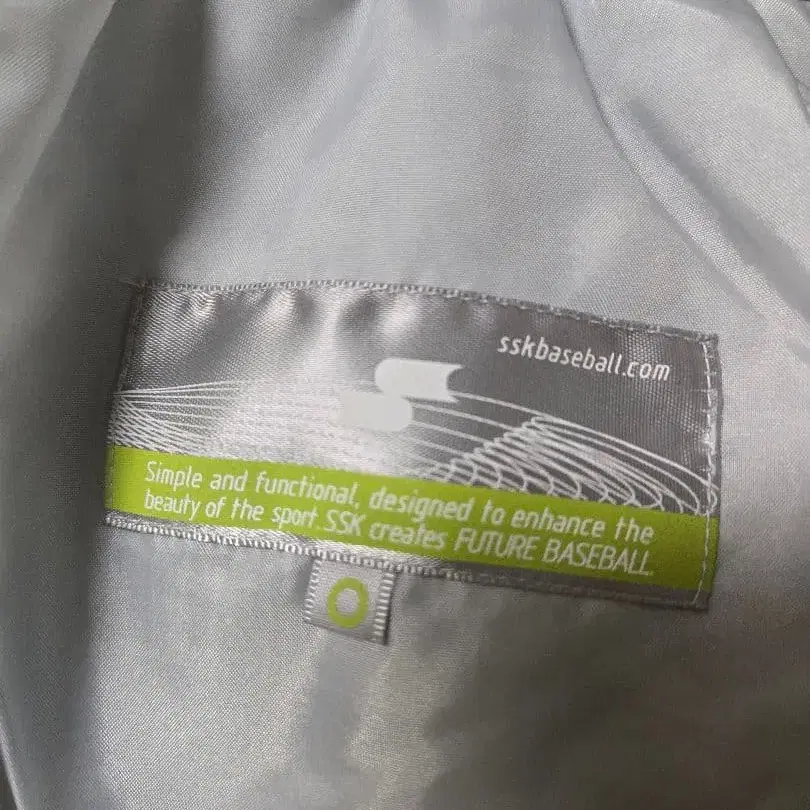 sskbaseball.com
Simple and functional, designed to enhance the
beauty of the sport. SSK creates FUTURE BASEBALL.
O